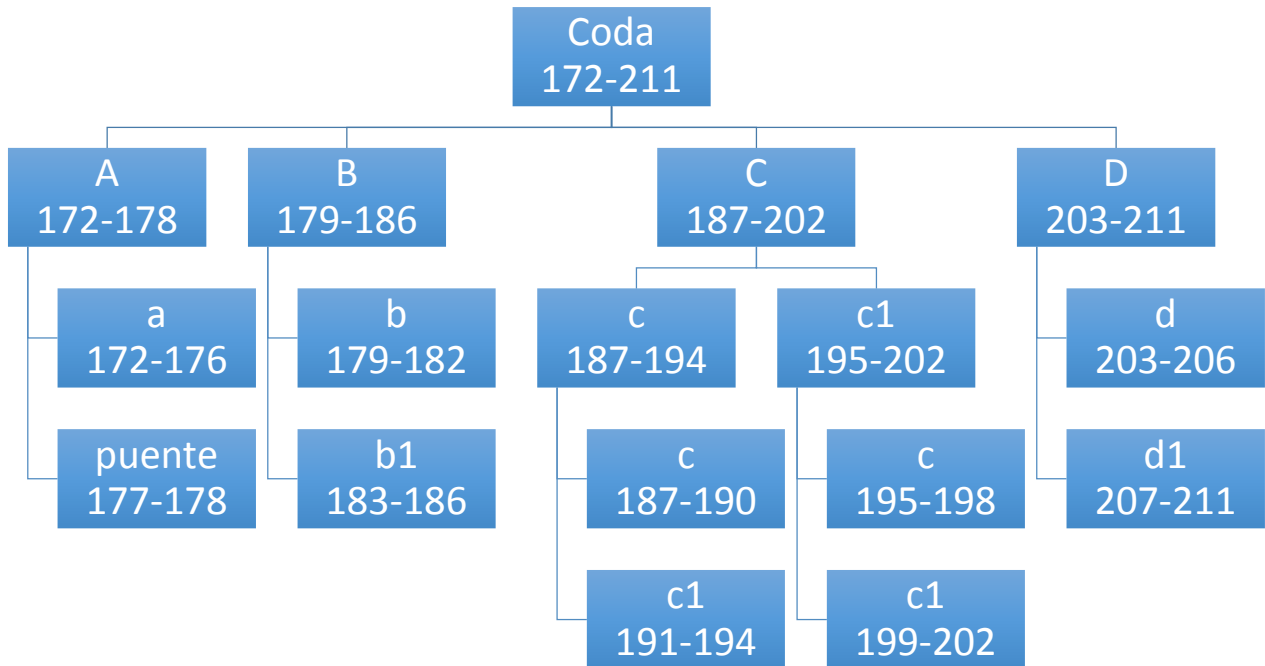 Coda
172-211
A
172-178
B
179-186
C
187-202
D
203-211
a
172-176
b
179-182
c
187-194
c1
195-202
d
203-206
puente
177-178
b1
183-186
c
187-190
c
195-198
d1
207-211
c1
191-194
c1
199-202